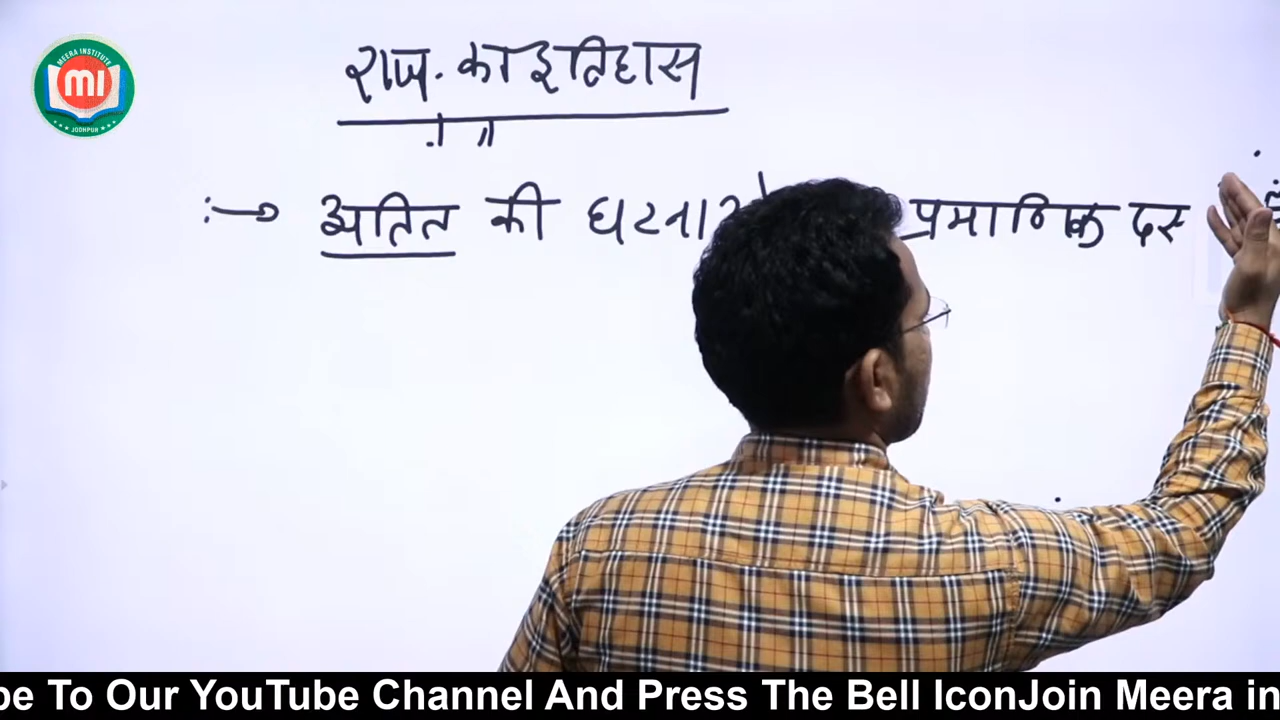 MEERA INSTITUTE
MI
JODHPUR
राज. का इतिहास
अतित की प्रमाणिक दस
be To Our YouTube Channel And Press The Bell IconJoin Meera in